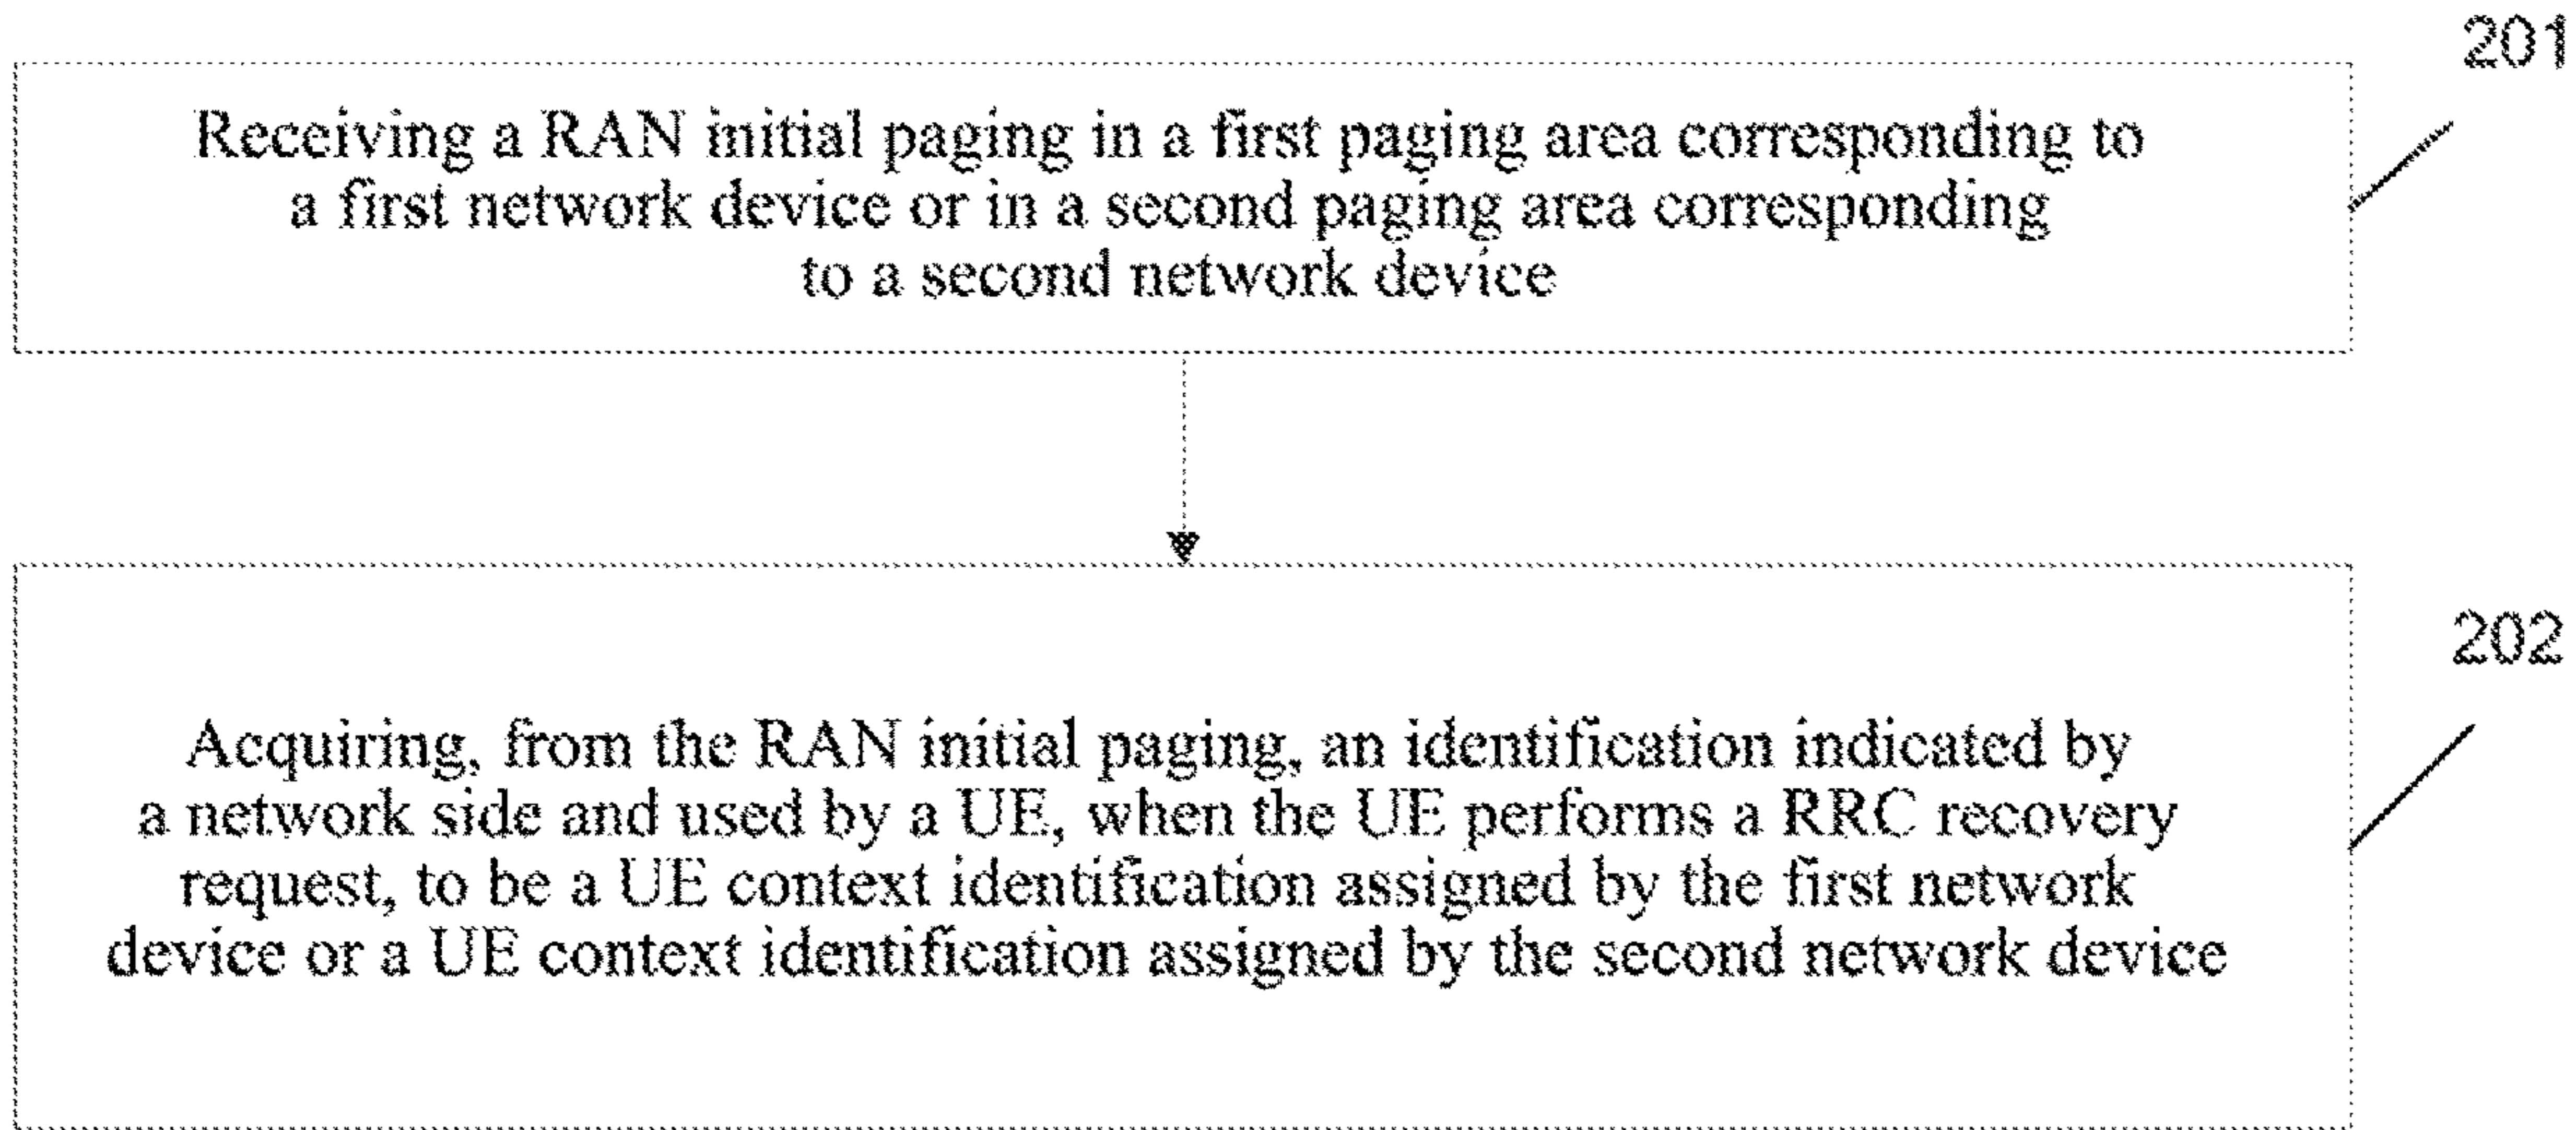 201
Receiving a RAN initial paging in a first paging area corresponding to
a first network device or in a second paging area corresponding
to a second network device
202
Acquiring, from the RAN initial paging, an identification indicated by
a network side and used by a UE, when the UE performs a RRC recovery
request, to be a UE context identification assigned by the first network
device or a UE context identification assigned by the second network device